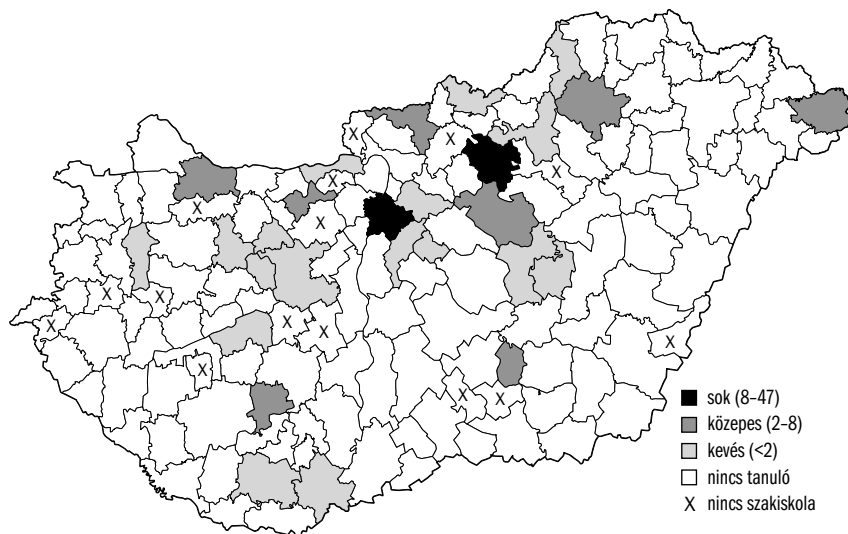 sok (8–47)
közepes (2–8)
kevés (<2)
nincs tanuló
X nincs szakiskola